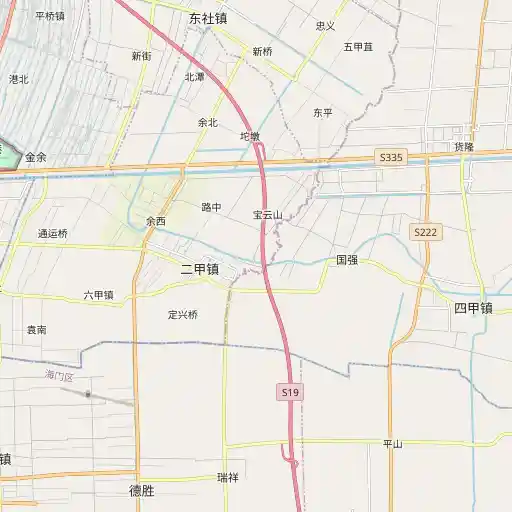 平桥镇
东社镇
忠义
新街
新桥
五甲苴
港北
北潭
东平
余北
坨墩
货隆
金余
S335
路中
宝云山
余西
通运桥
S222
国强
二甲镇
六甲镇
四甲镇
定兴桥
袁南
海门区
S19
平山
镇
瑞祥
德胜